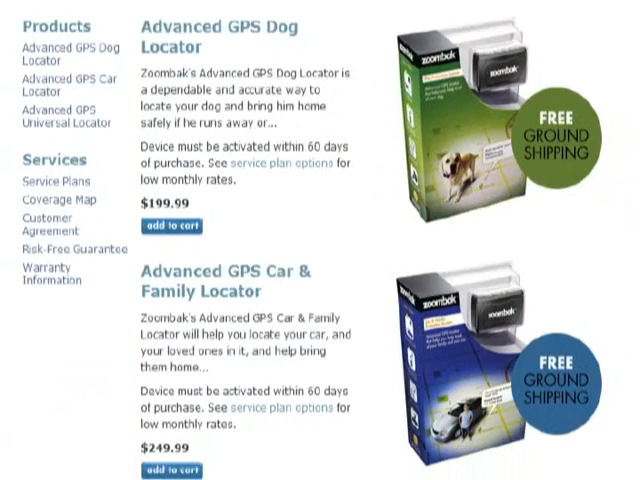 Products
Advanced GPS Dog
Locator
Advanced GPS Car
Locator
Advanced GPS
Universal Locator
Services
Service Plans
Coverage Map
Customer
Agreement
Risk-Free Guarantee
Warranty
Information
Advanced GPS Dog
Locator
Zoombak's Advanced GPS Dog Locator is
a dependable and accurate way to
locate your dog and bring him home
safely if he runs away or...
Device must be activated within 60 days
of purchase. See service plan options for
low monthly rates.
$199.99
add to cart
zoombak
zoombak
FREE
GROUND
SHIPPING
Advanced GPS Car &
Family Locator
Zoombak's Advanced GPS Car & Family
Locator will help you locate your car, and
your loved ones in it, and help bring
them home...
Device must be activated within 60 days
of purchase. See service plan options for
low monthly rates.
$249.99
add to cart
zoombak
zoombak
FREE
GROUND
SHIPPING